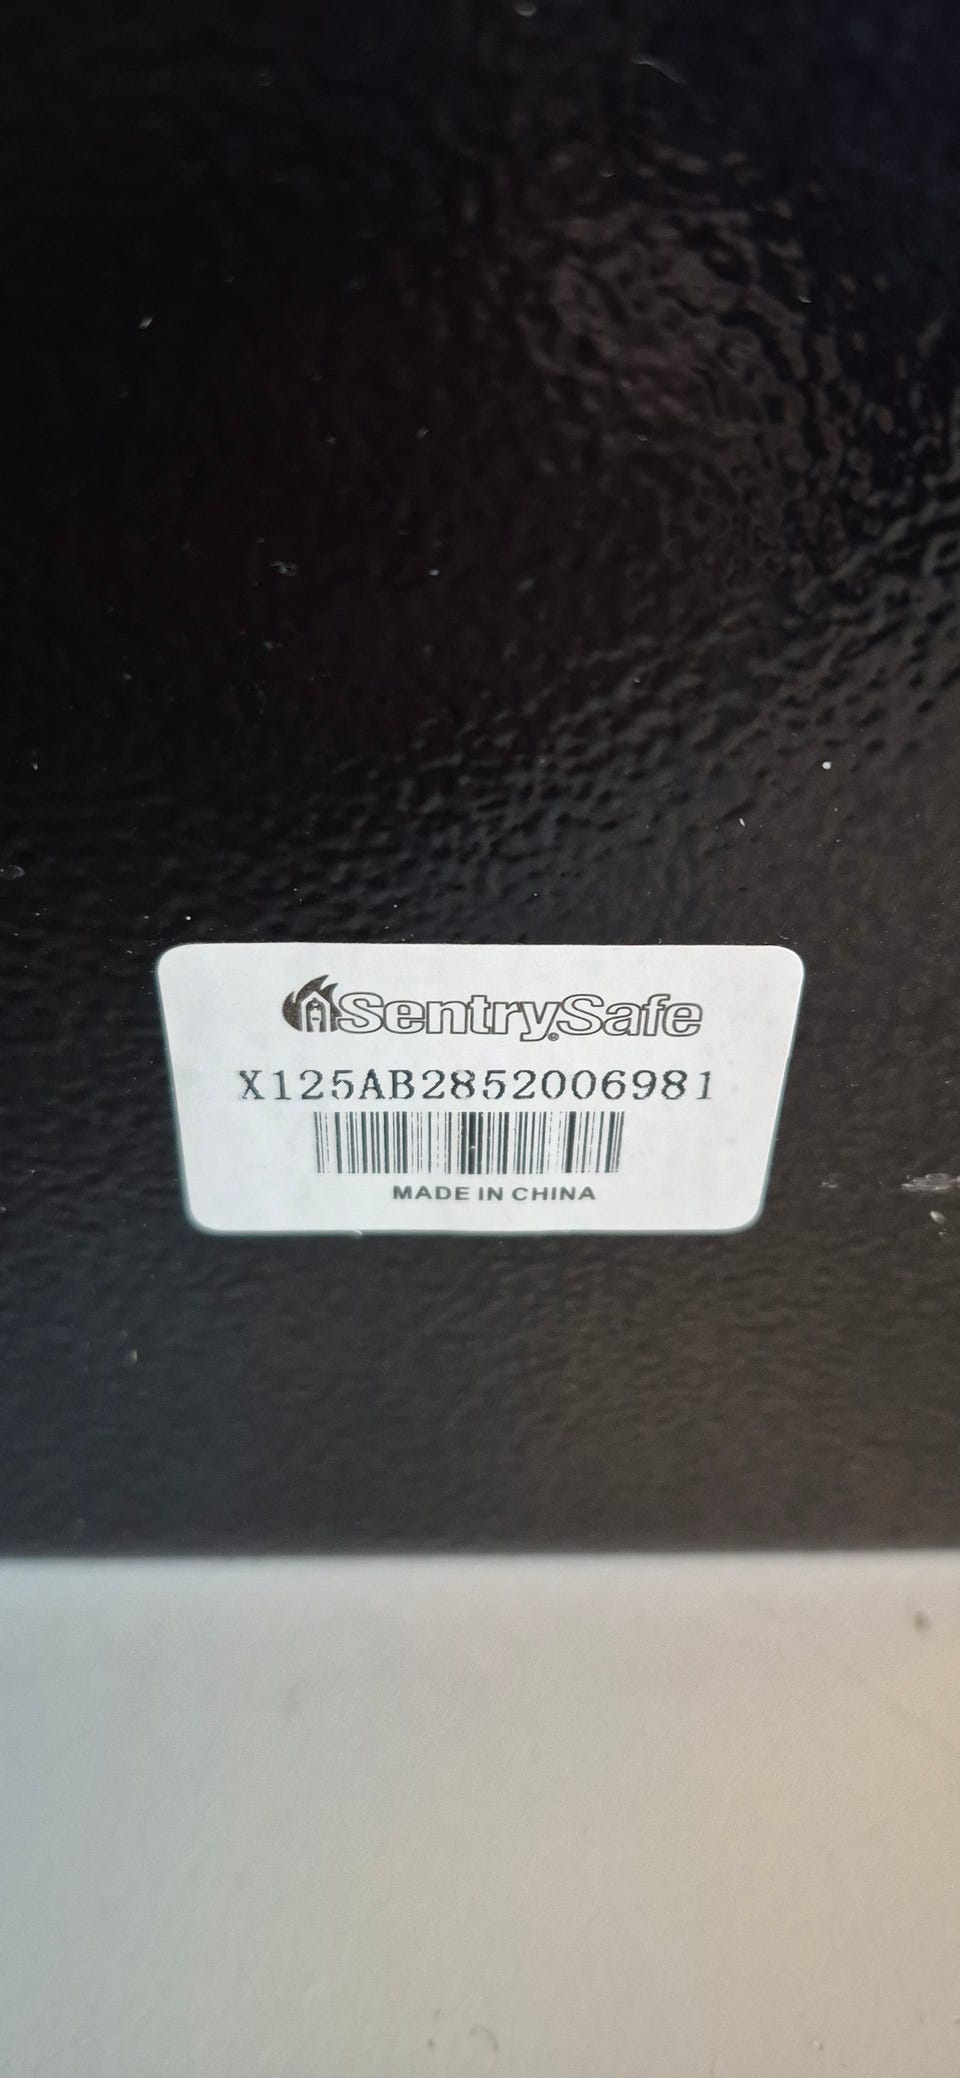 SentrySafe®
X125AB2852006981
MADE IN CHINA